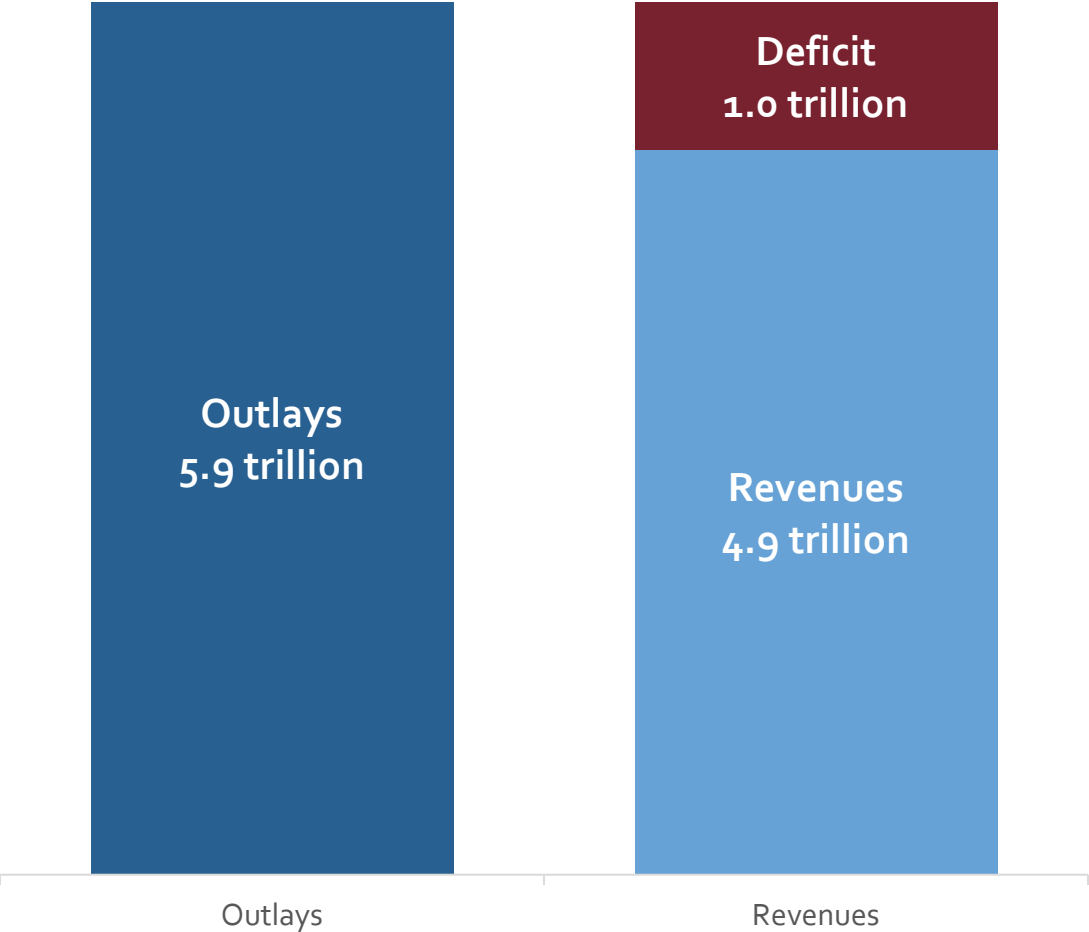 Deficit
1.0 trillion
Outlays
5.9 trillion
Revenues
4.9 trillion
Outlays
Revenues